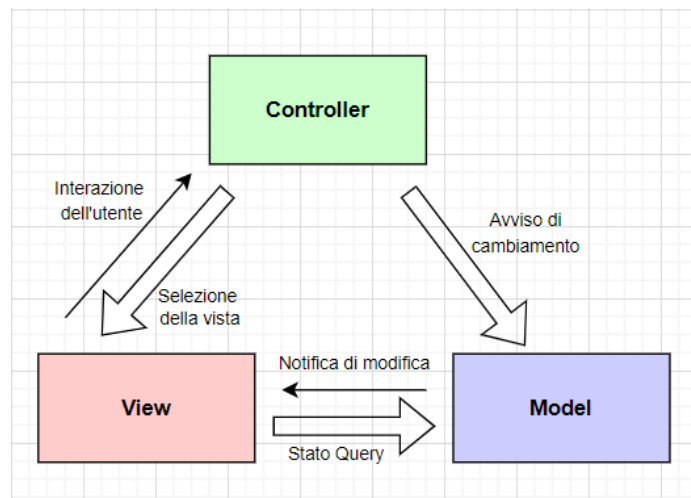 Controller
Interazione
dell'utente
Avviso di
cambiamento
Selezione
della vista
Notifica di modifica
View
Model
Stato Query